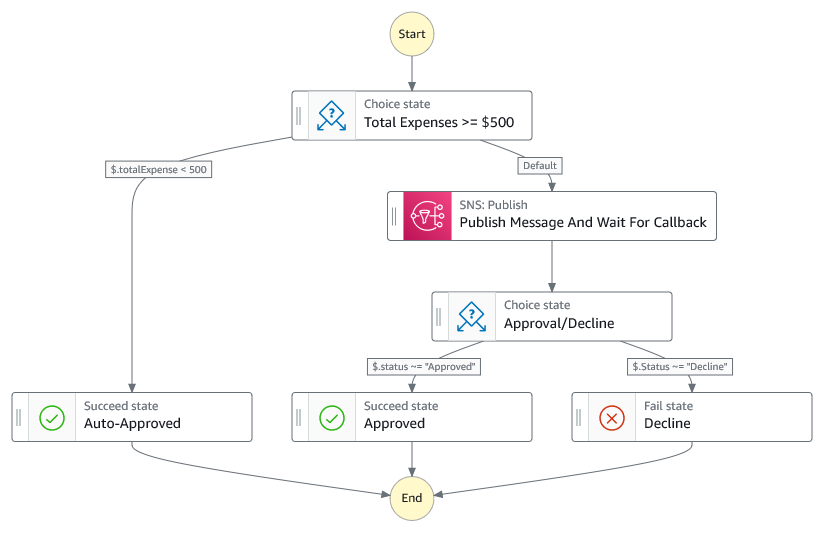 Start
Choice state
Total Expenses >= $500
$.totalExpense < 500
Default
SNS: Publish
Publish Message And Wait For Callback
Choice state
Approval/Decline
$.status ~= "Approved"
$.Status ~= "Decline"
Succeed state
Auto-Approved
Succeed state
Approved
Fail state
Decline
End